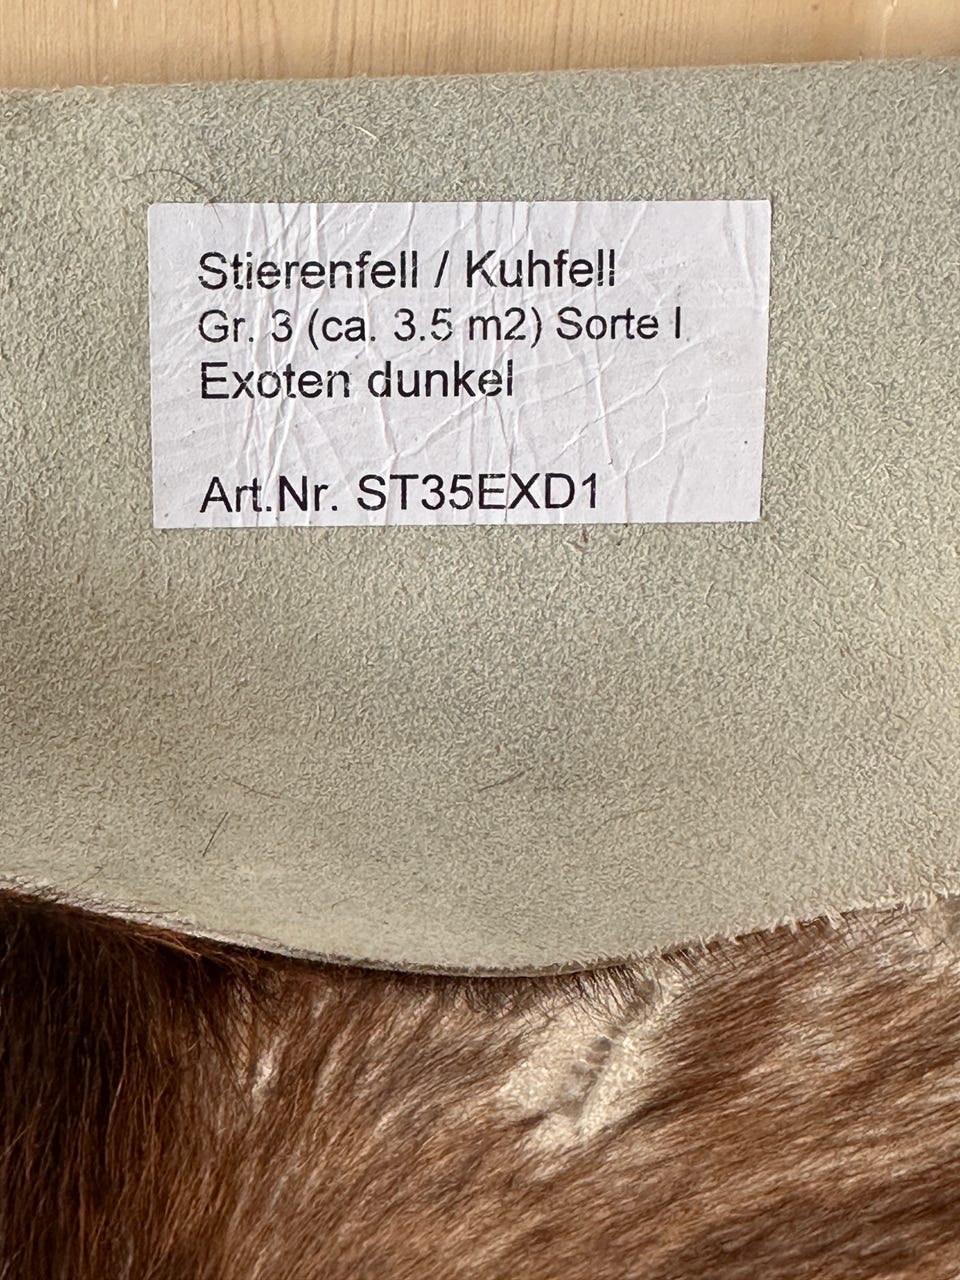 Stierenfell / Kuhfell
Gr. 3 (ca. 3.5 m2) Sorte I.
Exoten dunkel
Art.Nr. ST35EXD1